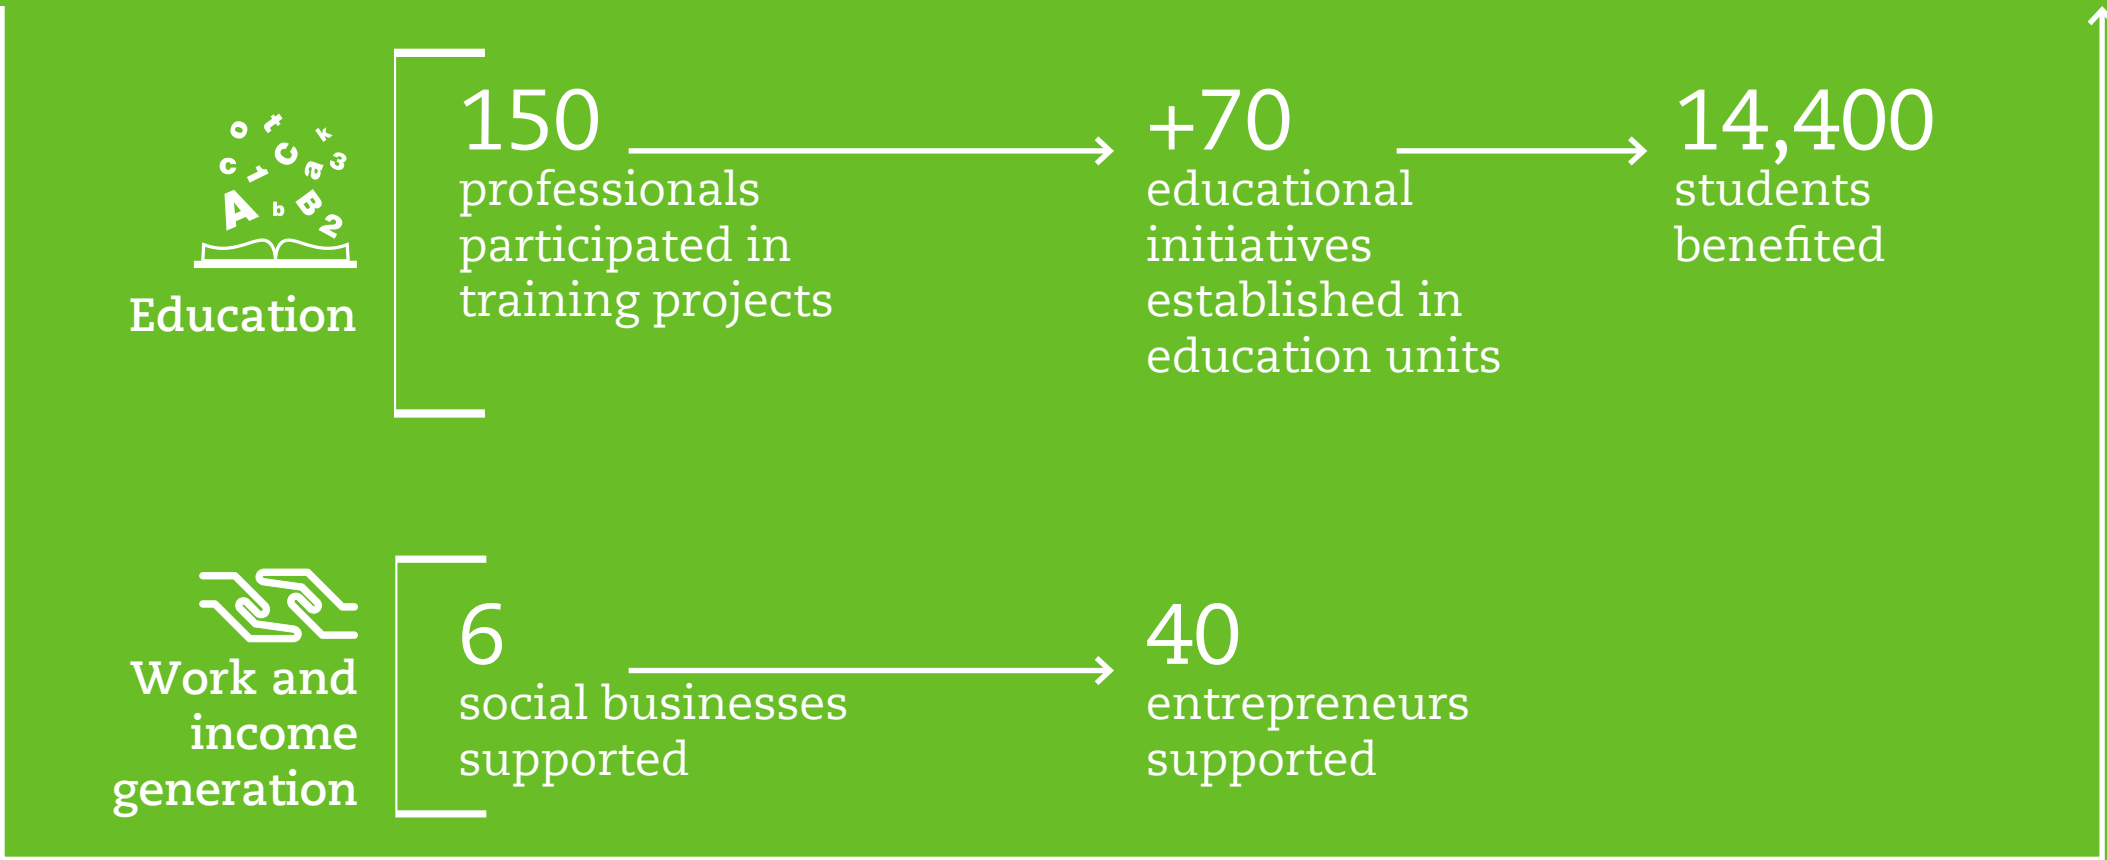 Education
150
professionals
participated in
training projects
+70
educational
initiatives
established in
education units
14,400
students
benefited
Work and
income
generation
6
social businesses
supported
40
entrepreneurs
supported